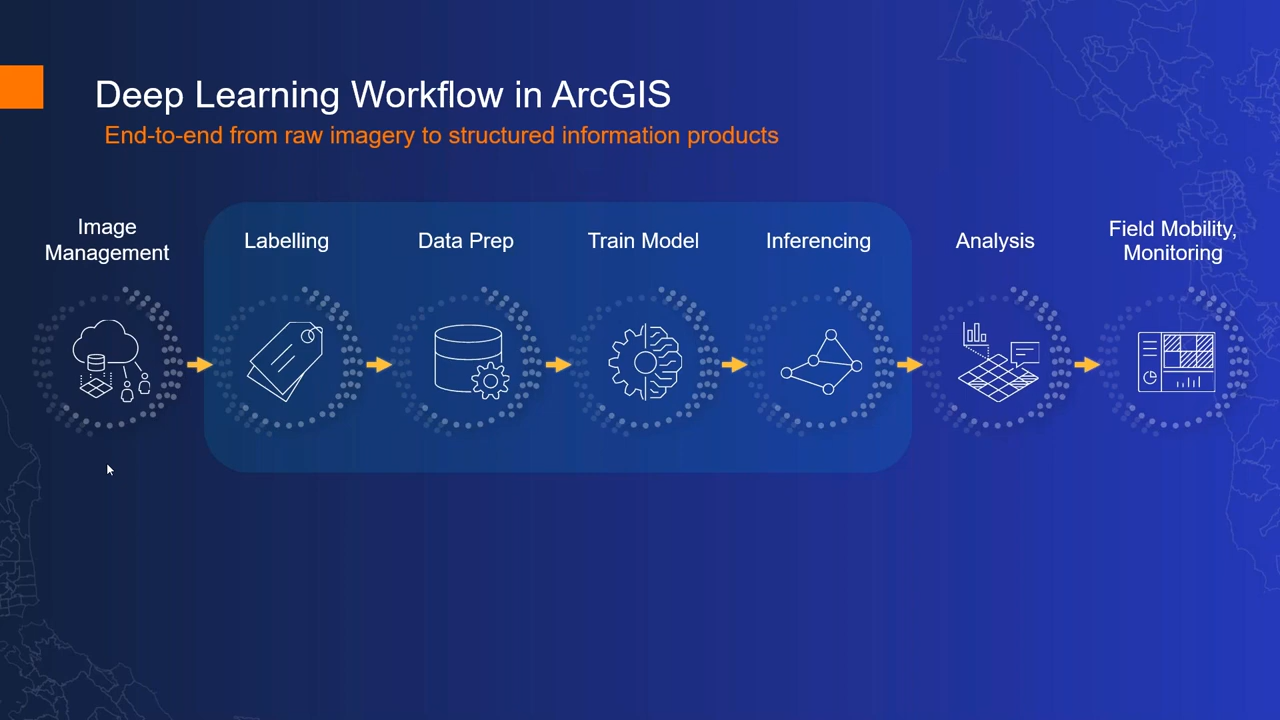 Deep Learning Workflow in ArcGIS
End-to-end from raw imagery to structured information products
Image
Management
Labelling
Data Prep
Train Model
Inferencing
Analysis
Field Mobility,
Monitoring